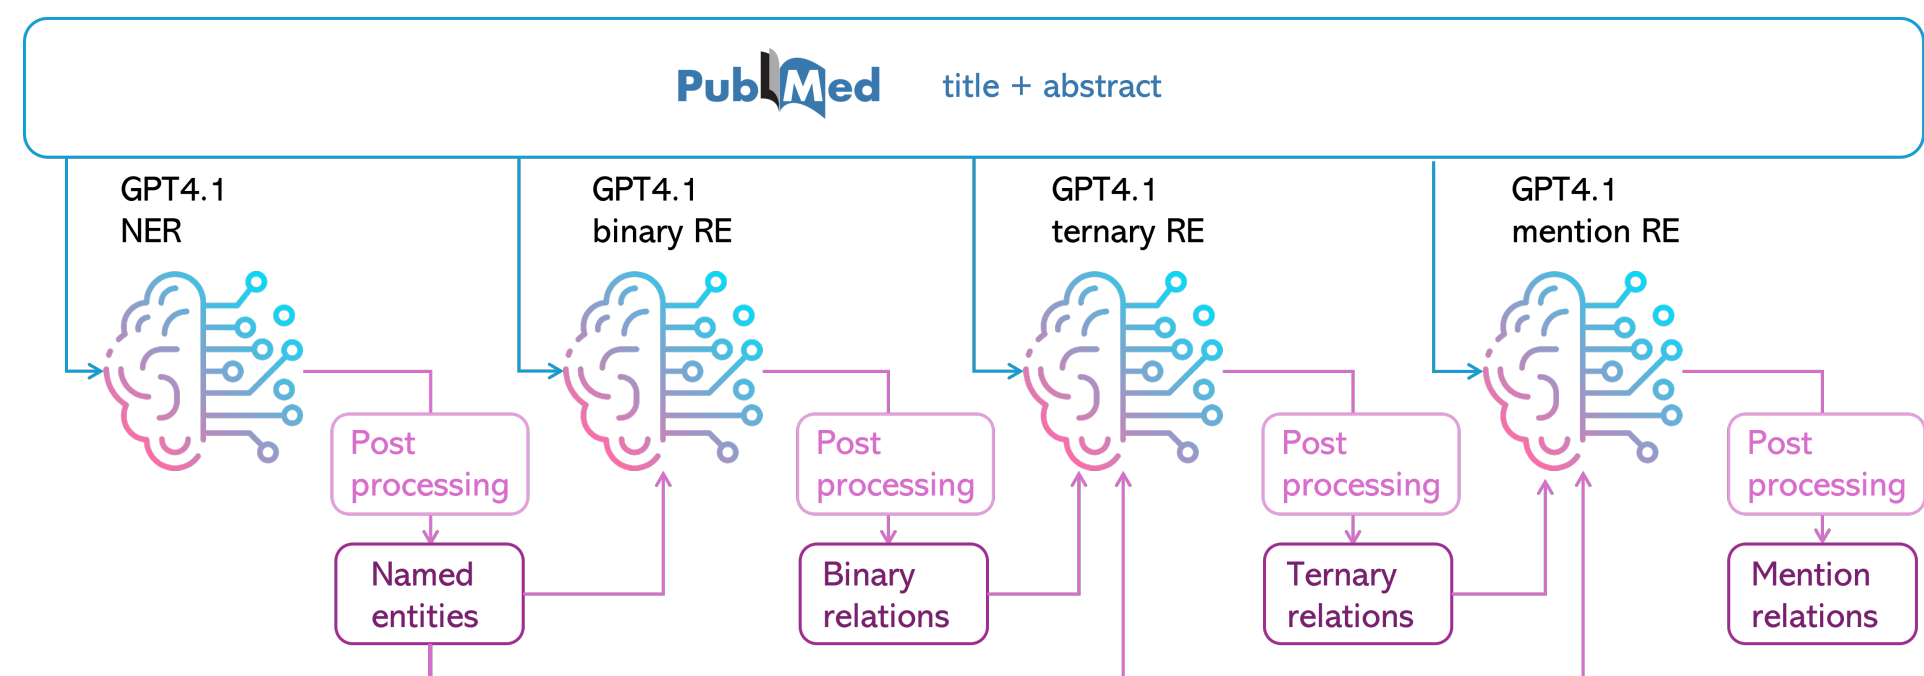 PubMed title + abstract
GPT4.1
NER
GPT4.1
binary RE
GPT4.1
ternary RE
GPT4.1
mention RE
Post
processing
Post
processing
Post
processing
Post
processing
Named
entities
Binary
relations
Ternary
relations
Mention
relations